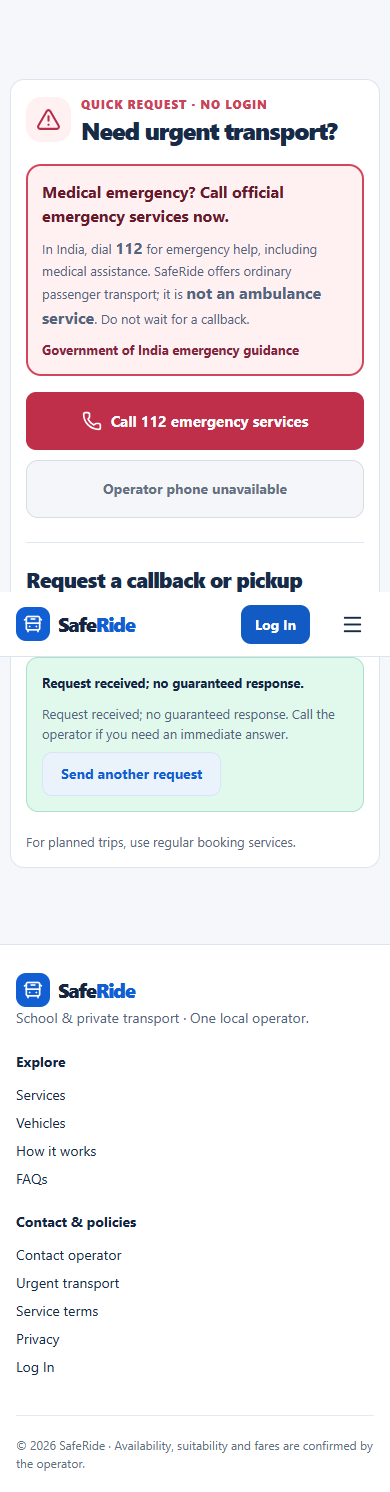 QUICK REQUEST · NO LOGIN
Need urgent transport?
Medical emergency? Call official
emergency services now.
In India, dial 112 for emergency help, including
medical assistance. SafeRide offers ordinary
passenger transport; it is not an ambulance
service. Do not wait for a callback.
Government of India emergency guidance
Call 112 emergency services
Operator phone unavailable
Request a callback or pickup
SafeRide
Log In
Request received; no guaranteed response.
Request received; no guaranteed response. Call the
operator if you need an immediate answer.
Send another request
For planned trips, use regular booking services.
SafeRide
School & private transport · One local operator.
Explore
Services
Vehicles
How it works
FAQs
Contact & policies
Contact operator
Urgent transport
Service terms
Privacy
Log In
© 2026 SafeRide · Availability, suitability and fares are confirmed by
the operator.